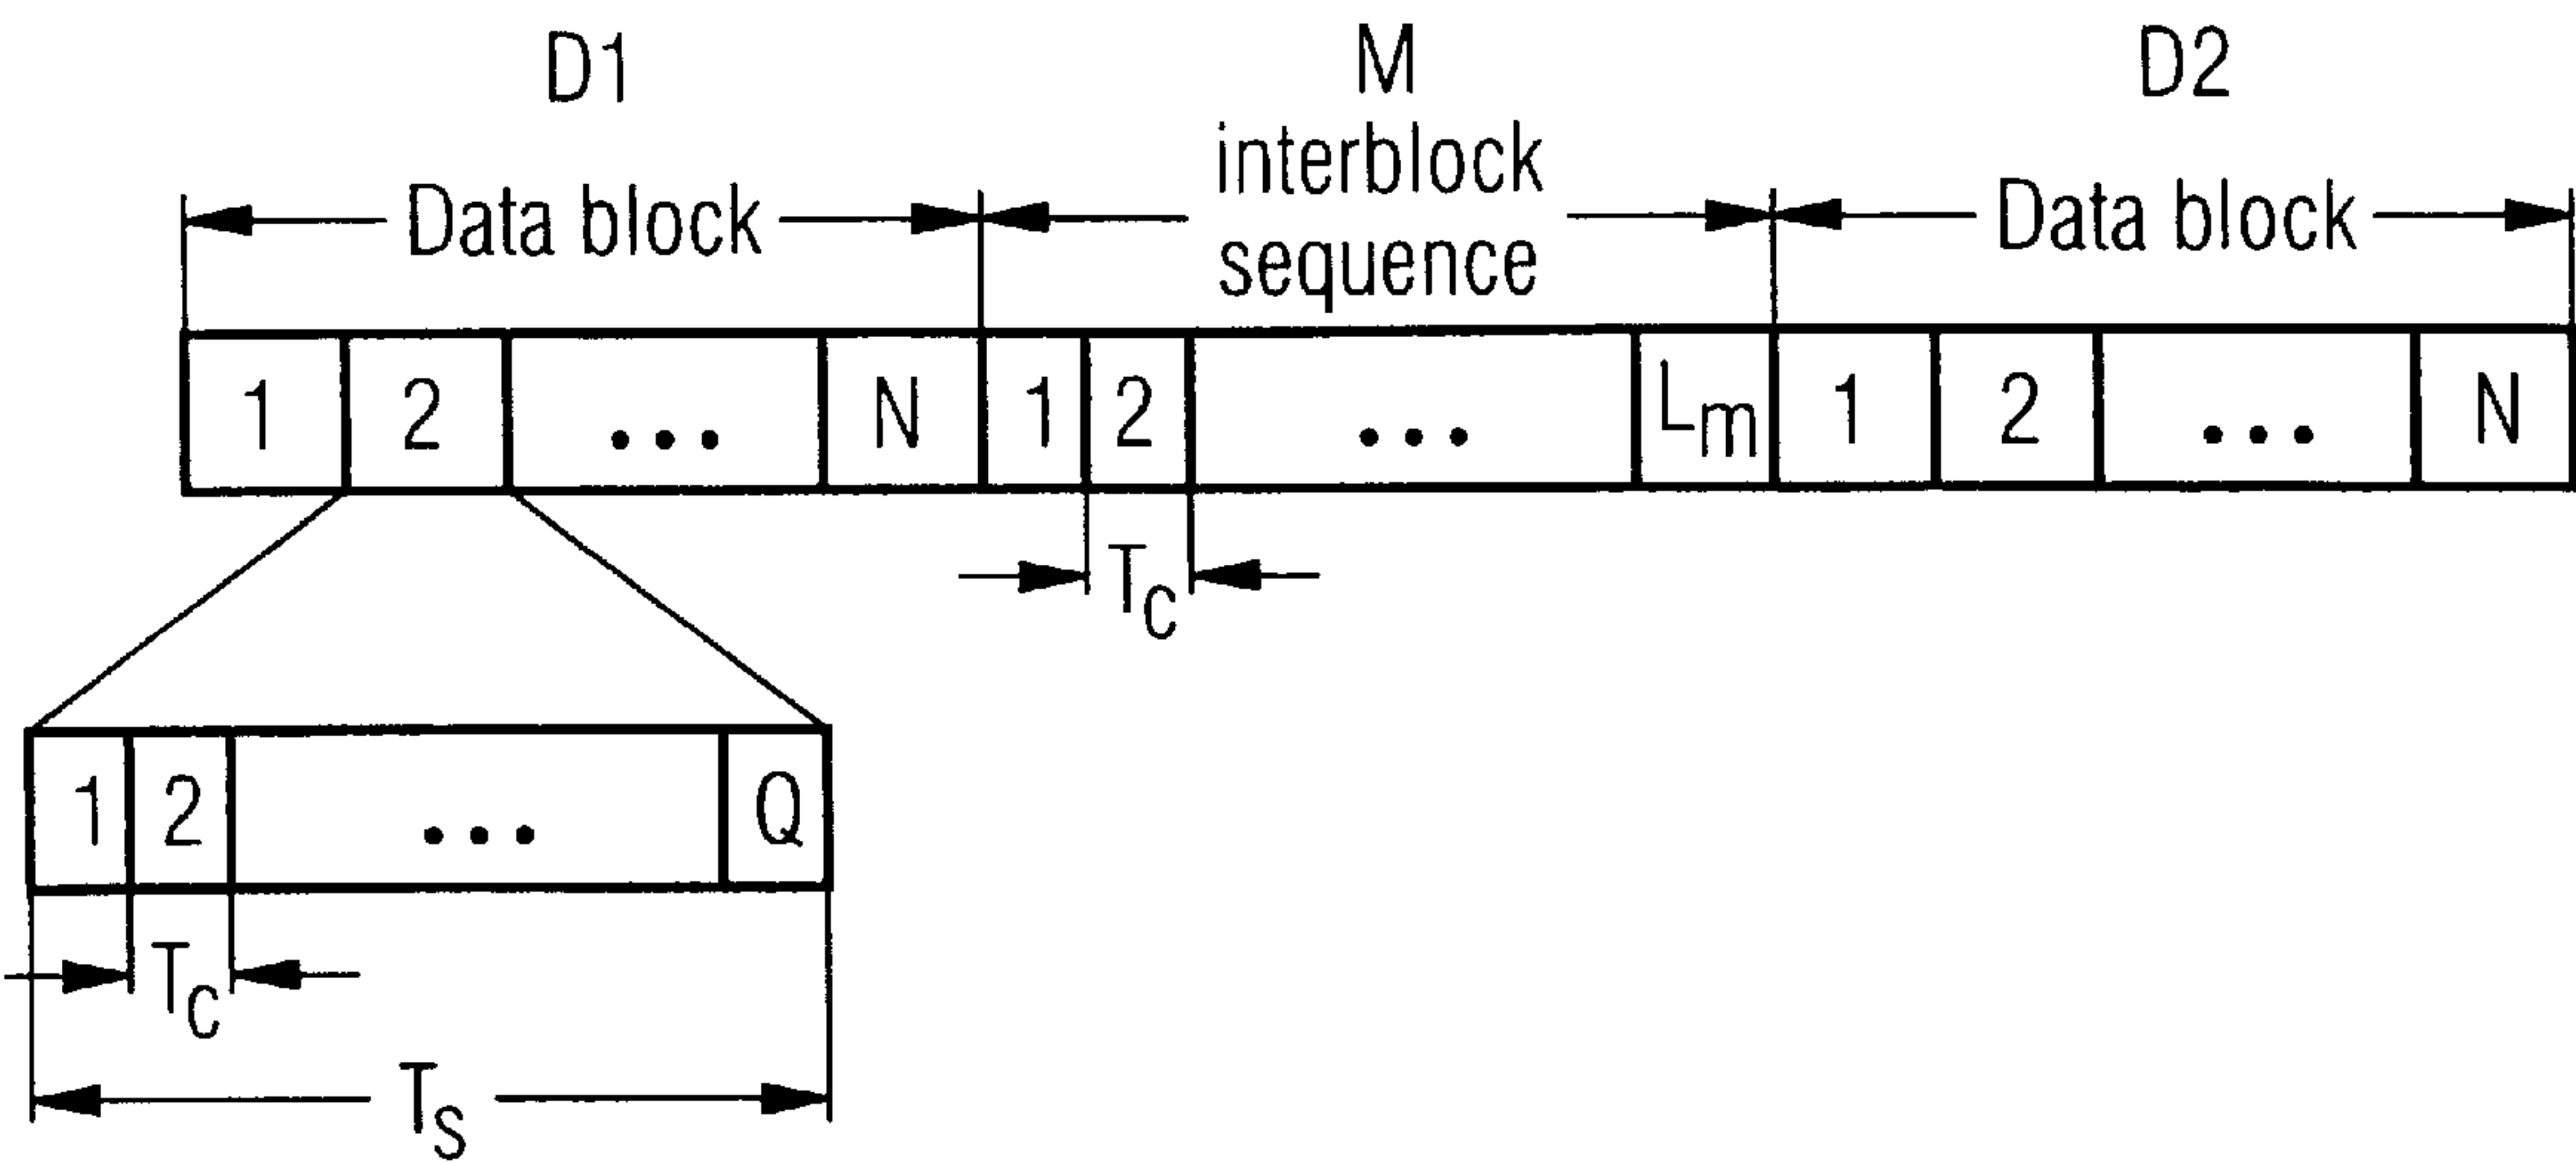 D1 M D2
interblock
Data block sequence Data block
1 2 ... N 1 2 ... Lm 1 2 ... N
Tc
1 2 ... Q
Tc
Ts